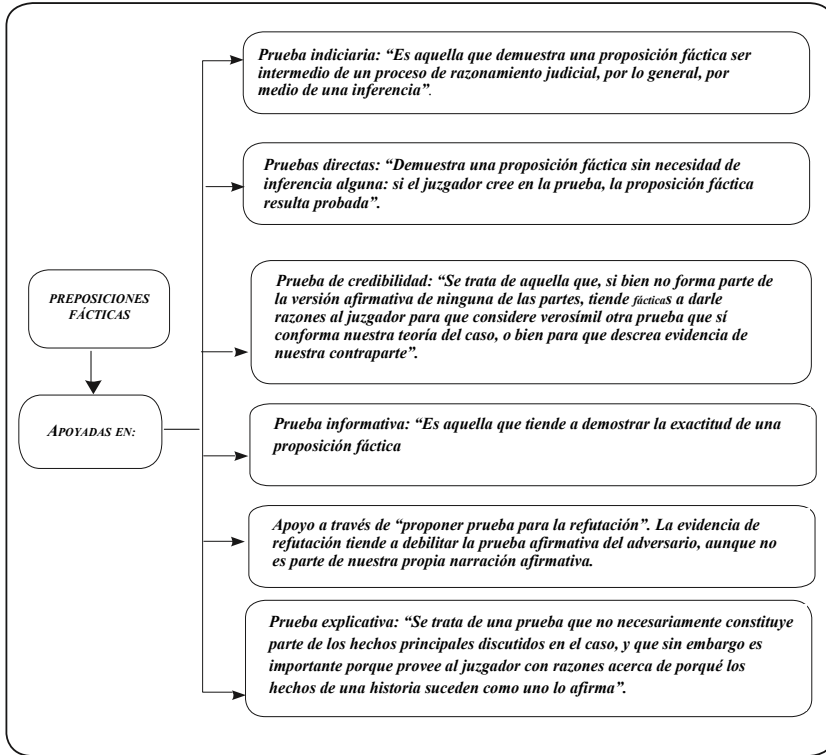 Prueba indiciaria: “Es aquella que demuestra una proposición fáctica ser
intermedio de un proceso de razonamiento judicial, por lo general, por
medio de una inferencia”.
Pruebas directas: “Demuestra una proposición fáctica sin necesidad de
inferencia alguna: si el juzgador cree en la prueba, la proposición fáctica
resulta probada”.
PREPOSICIONES
FÁCTICAS
Prueba de credibilidad: “Se trata de aquella que, si bien no forma parte de
la versión afirmativa de ninguna de las partes, tiende fácticas a darle
razones al juzgador para que considere verosímil otra prueba que sí
conforma nuestra teoría del caso, o bien para que descrea evidencia de
nuestra contraparte”.
APOYADAS EN:
Prueba informativa: “Es aquella que tiende a demostrar la exactitud de una
proposición fáctica
Apoyo a través de “proponer prueba para la refutación”. La evidencia de
refutación tiende a debilitar la prueba afirmativa del adversario, aunque no
es parte de nuestra propia narración afirmativa.
Prueba explicativa: “Se trata de una prueba que no necesariamente constituye
parte de los hechos principales discutidos en el caso, y que sin embargo es
importante porque provee al juzgador con razones acerca de porqué los
hechos de una historia suceden como uno lo afirma”.